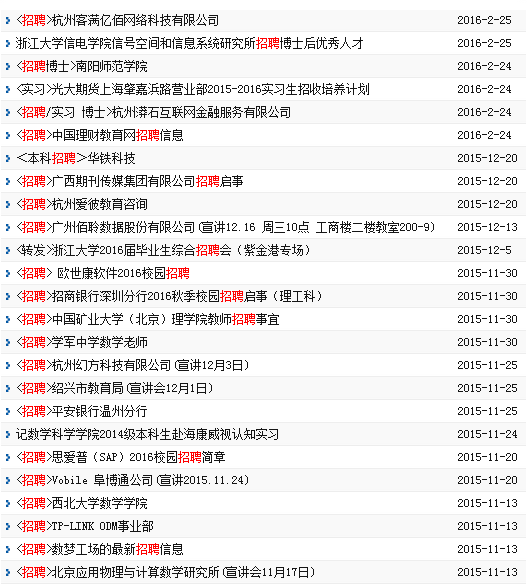 <招聘>杭州客满亿佰网络科技有限公司 2016-2-25
浙江大学信电学院信号空间和信息系统研究所招聘博士后优秀人才 2016-2-25
<招聘博士>南阳师范学院 2016-2-24
<实习>光大期货上海肇嘉浜路营业部2015-2016实习生招收培养计划 2016-2-24
<招聘/实习 博士>杭州漭石互联网金融服务有限公司 2016-2-24
<招聘>中国理财教育网招聘信息 2016-2-24
＜本科招聘＞华铁科技 2015-12-20
<招聘>广西期刊传媒集团有限公司招聘启事 2015-12-20
<招聘>杭州爱彼教育咨询 2015-12-20
<招聘>广州佰聆数据股份有限公司(宣讲12.16 周三10点 工商楼二楼教室200-9) 2015-12-13
<转发>浙江大学2016届毕业生综合招聘会（紫金港专场） 2015-12-5
<招聘> 欧世康软件2016校园招聘 2015-11-30
<招聘>招商银行深圳分行2016秋季校园招聘启事（理工科） 2015-11-30
<招聘>中国矿业大学（北京）理学院教师招聘事宜 2015-11-30
<招聘>学军中学数学老师 2015-11-30
<招聘>杭州幻方科技有限公司(宣讲12月3日) 2015-11-25
<招聘>绍兴市教育局(宣讲会12月1日) 2015-11-25
<招聘>平安银行温州分行 2015-11-25
记数学科学学院2014级本科生赴海康威视认知实习 2015-11-24
<招聘>思爱普（SAP）2016校园招聘简章 2015-11-20
<招聘>Vobile 阜博通公司(宣讲2015.11.24) 2015-11-20
<招聘>西北大学数学学院 2015-11-13
<招聘>TP-LINK ODM事业部 2015-11-13
<招聘>数梦工场的最新招聘信息 2015-11-13
<招聘>北京应用物理与计算数学研究所(宣讲会11月17日) 2015-11-13